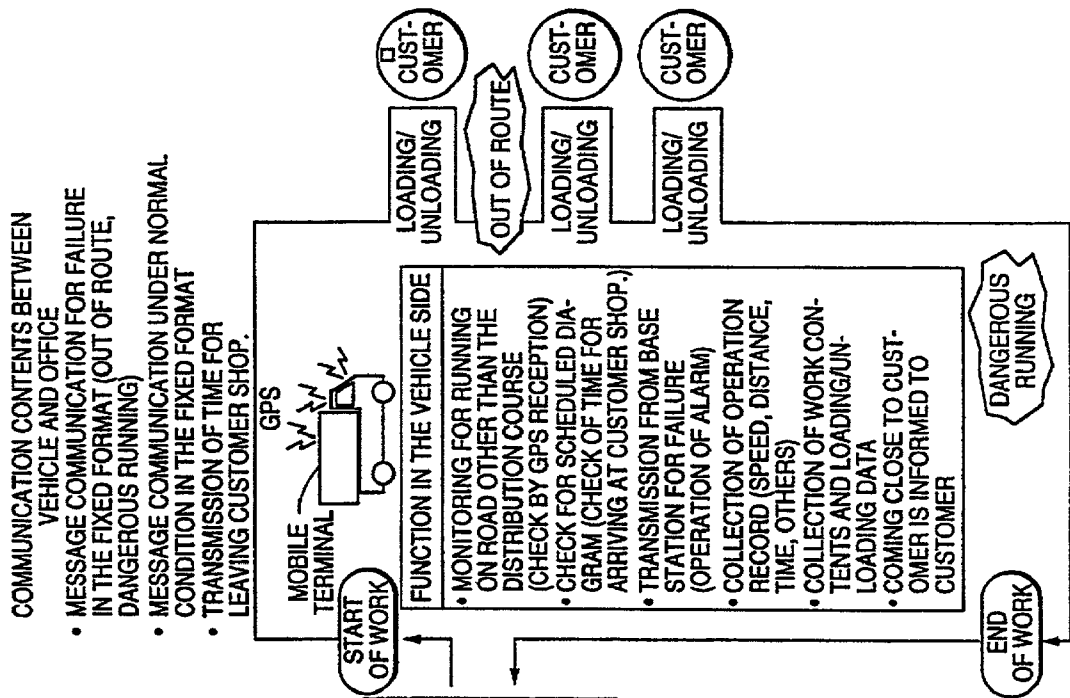 COMMUNICATION CONTENTS BETWEEN
VEHICLE AND OFFICE
• MESSAGE COMMUNICATION FOR FAILURE
IN THE FIXED FORMAT (OUT OF ROUTE,
DANGEROUS RUNNING)
• MESSAGE COMMUNICATION UNDER NORMAL
CONDITION IN THE FIXED FORMAT
• TRANSMISSION OF TIME FOR
LEAVING CUSTOMER SHOP.
START
OF WORK
MOBILE
TERMINAL
GPS
FUNCTION IN THE VEHICLE SIDE
• MONITORING FOR RUNNING
ON ROAD OTHER THAN THE
DISTRIBUTION COURSE
(CHECK BY GPS RECEPTION)
• CHECK FOR SCHEDULED DIA-
GRAM (CHECK OF TIME FOR
ARRIVING AT CUSTOMER SHOP.)
• TRANSMISSION FROM BASE
STATION FOR FAILURE
(OPERATION OF ALARM)
• COLLECTION OF OPERATION
RECORD (SPEED, DISTANCE,
TIME, OTHERS)
• COLLECTION OF WORK CON-
TENTS AND LOADING/UN-
LOADING DATA
• COMING CLOSE TO CUST-
OMER IS INFORMED TO
CUSTOMER
LOADING/
UNLOADING
CUST-
OMER
OUT OF ROUTE
LOADING/
UNLOADING
CUST-
OMER
LOADING/
UNLOADING
CUST-
OMER
DANGEROUS
RUNNING
END
OF WORK